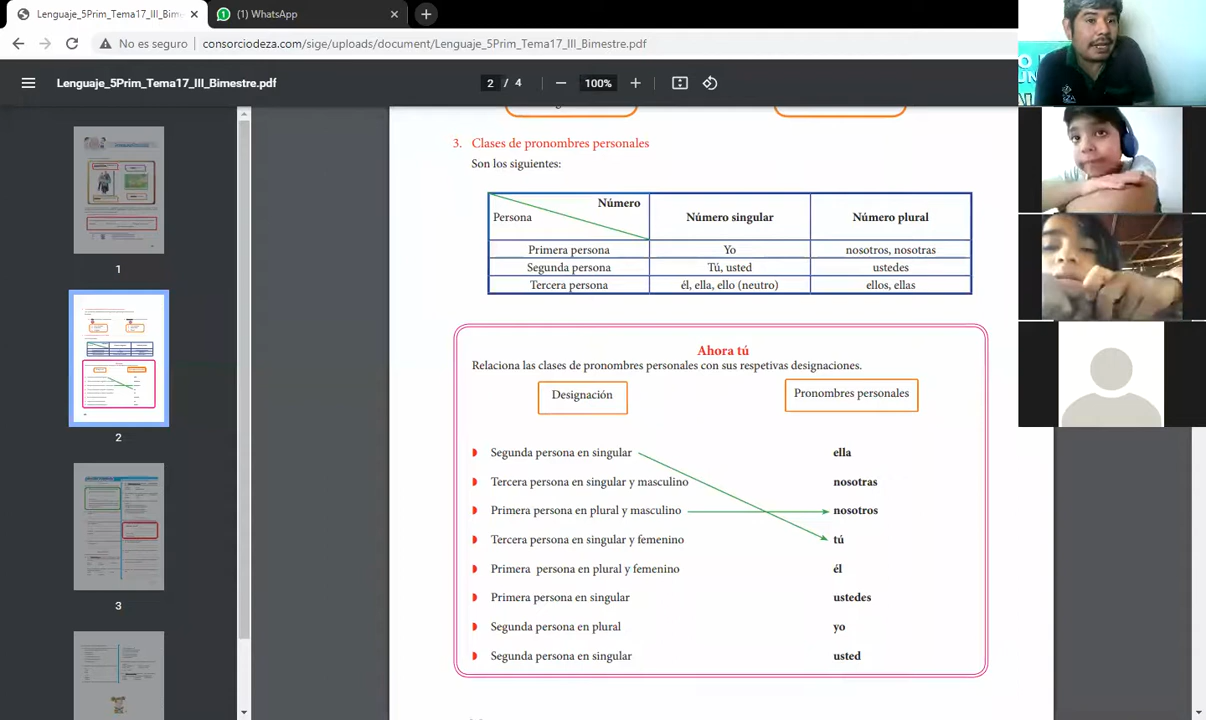 Lenguaje_5Prim_Tema17_III_Bime
(1) WhatsApp
No es seguro
consorciodeza.com/sige/uploads/document/Lenguaje_5Prim_Tema17_III_Bimestre.pdf
Lenguaje_5Prim_Tema17_III_Bimestre.pdf
2 / 4
100%
1
2
3
3. Clases de pronombres personales
Son los siguientes:
Número
Persona
Número singular
Número plural
Primera persona Yo nosotros, nosotras
Segunda persona Tú, usted ustedes
Tercera persona él, ella, ello (neutro) ellos, ellas
Ahora tú
Relaciona las clases de pronombres personales con sus respetivas designaciones.
Designación Pronombres personales
Segunda persona en singular ella
Tercera persona en singular y masculino nosotras
Primera persona en plural y masculino nosotros
Tercera persona en singular y femenino tú
Primera persona en plural y femenino él
Primera persona en singular ustedes
Segunda persona en plural yo
Segunda persona en singular usted